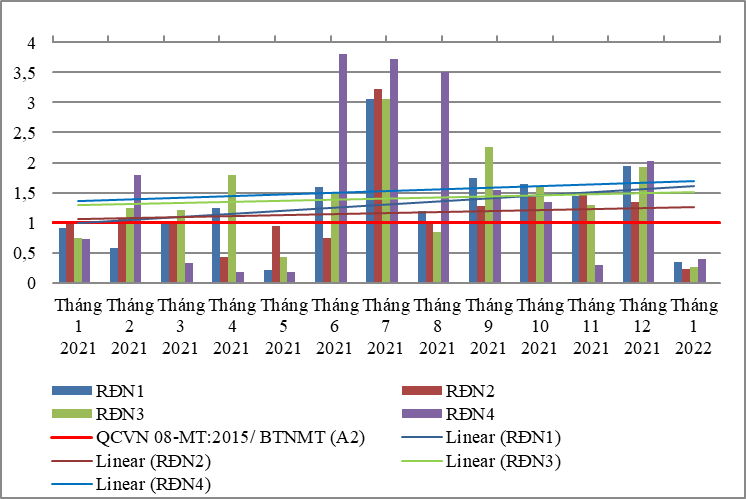 4
3,5
3
2,5
2
1,5
1
0,5
0
Tháng Tháng Tháng Tháng Tháng Tháng Tháng Tháng Tháng Tháng Tháng Tháng Tháng
1 2 3 4 5 6 7 8 9 10 11 12 1
2021 2021 2021 2021 2021 2021 2021 2021 2021 2021 2021 2021 2022
RĐN1 RĐN2
RĐN3 RĐN4
QCVN 08-MT:2015/ BTNMT (A2) Linear (RĐN1)
Linear (RĐN2) Linear (RĐN3)
Linear (RĐN4)